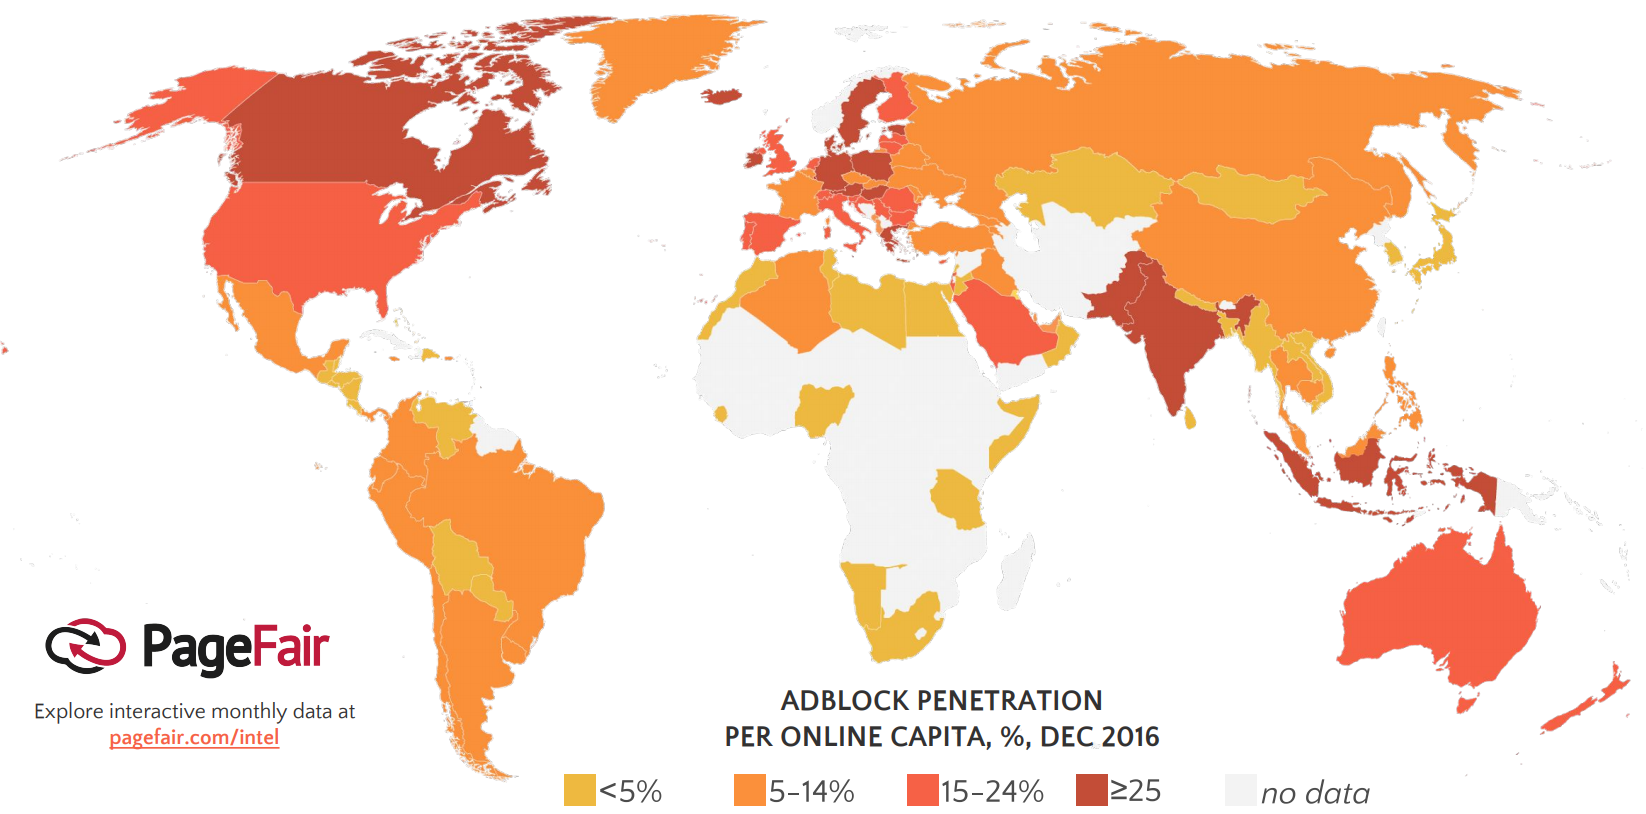 PageFair
Explore interactive monthly data at
pagefair.com/intel
ADBLOCK PENETRATION
PER ONLINE CAPITA, %, DEC 2016
<5%
5-14%
15-24%
≥25
no data